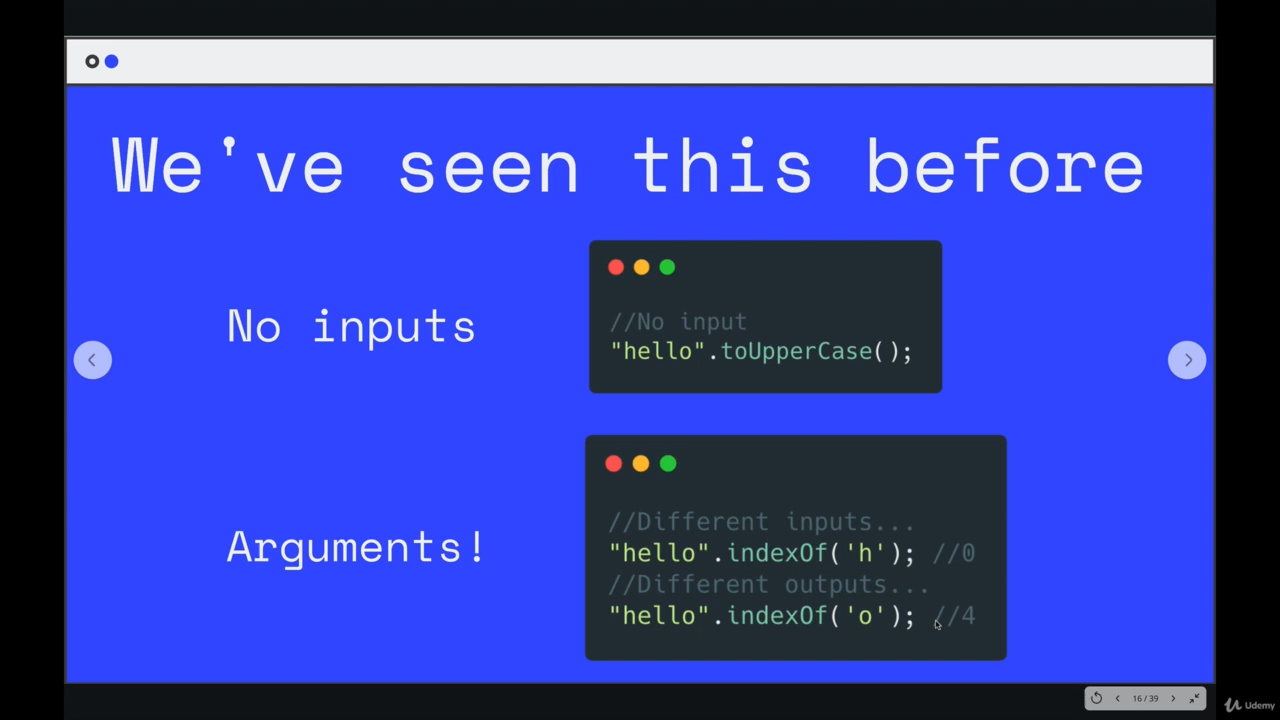 We've seen this before
No inputs
//No input
"hello".toUpperCase();
Arguments!
//Different inputs...
"hello".indexOf('h'); //0
//Different outputs...
"hello".indexOf('o'); //4
16 / 39
Udemy